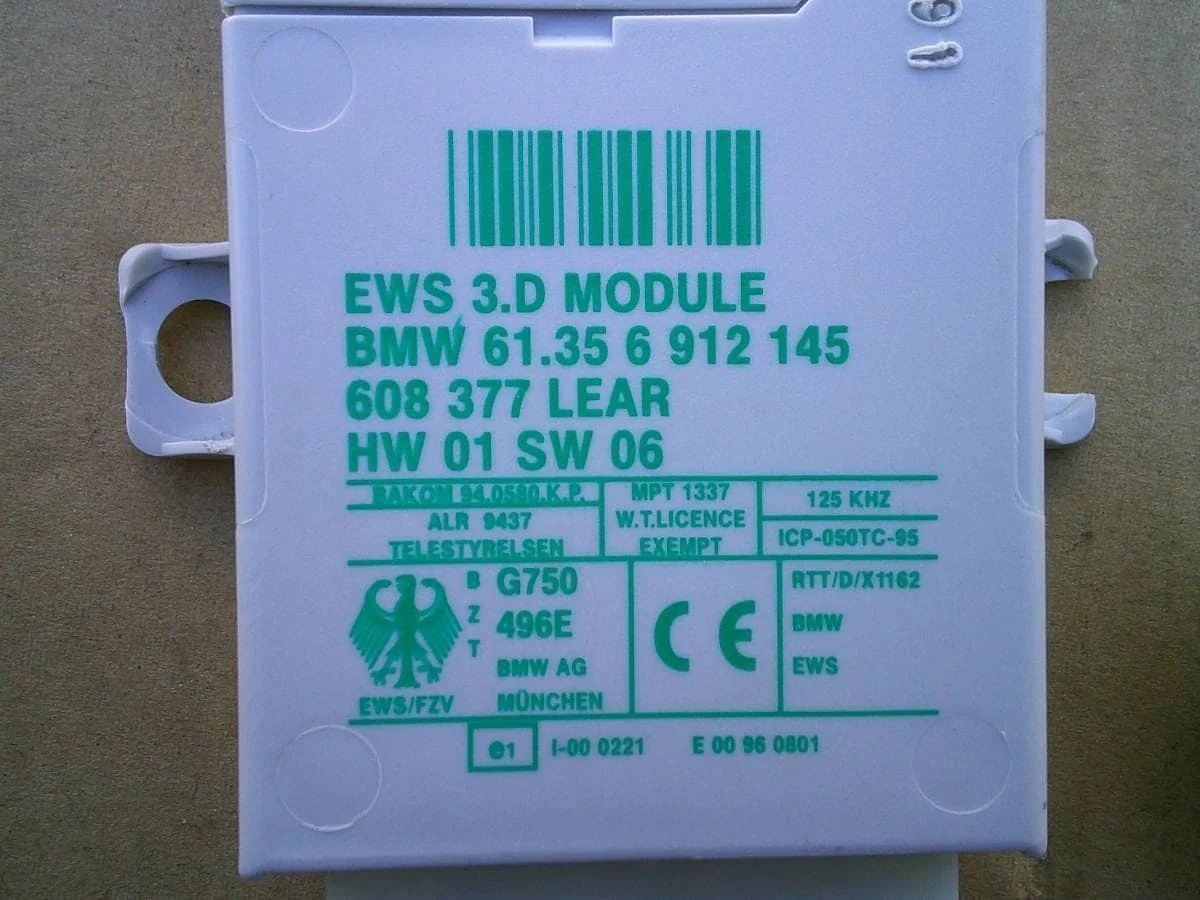 EWS 3.D MODULE
BMW 61.35 6 912 145
608 377 LEAR
HW 01 SW 06
BAKOM 94.0580.K.P.
ALR 9437
TELESTYRELSEN
MPT 1337
W.T.LICENCE
EXEMPT
125 KHZ
ICP-050TC-95
BZT
G750
496E
BMW AG
MÜNCHEN
EWS/FZV
CE
RTT/D/X1162
BMW
EWS
e1 I-00 0221 E 00 96 0801